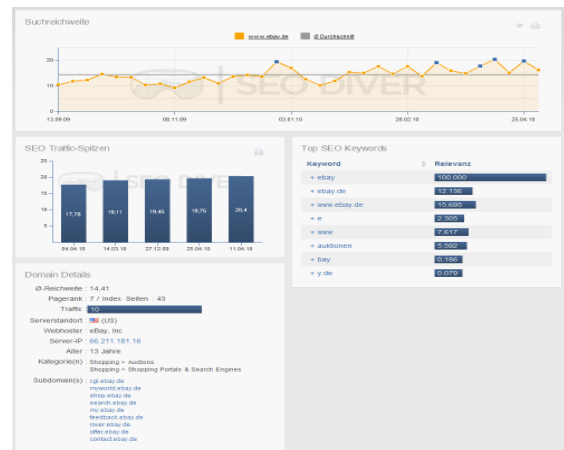 Suchreichweite
www.ebay.de Ø Durchschnitt
20
10
0
SEO DIVER
13.09.09 08.11.09 03.01.10 28.02.10 25.04.10
SEO Traffic-Spitzen
25
20
15
10
5
SEO DIVER
17,78 19,11 19,45 19,75 20,4
04.04.10 14.03.10 27.12.09 25.04.10 11.04.10
Top SEO Keywords
Keyword Relevanz
+ ebay 100.000
+ ebay de 12.136
+ www ebay de 15.695
+ e 2.305
+ www 7.617
+ auktionen 5.592
+ bay 0.186
+ y de 0.079
Domain Details
Ø-Reichweite : 14,41
Pagerank : 7 / Index. Seiten : 43
Traffic 10
Serverstandort : (US)
Webhoster : eBay, Inc
Server-IP : 66.211.181.16
Alter : 13 Jahre
Kategorie(n) : Shopping > Auctions
Shopping > Shopping Portals & Search Engines
Subdomain(s) : cgi.ebay.de
myworld.ebay.de
shop.ebay.de
search.ebay.de
my.ebay.de
feedback.ebay.de
rover.ebay.de
offer.ebay.de
contact.ebay.de